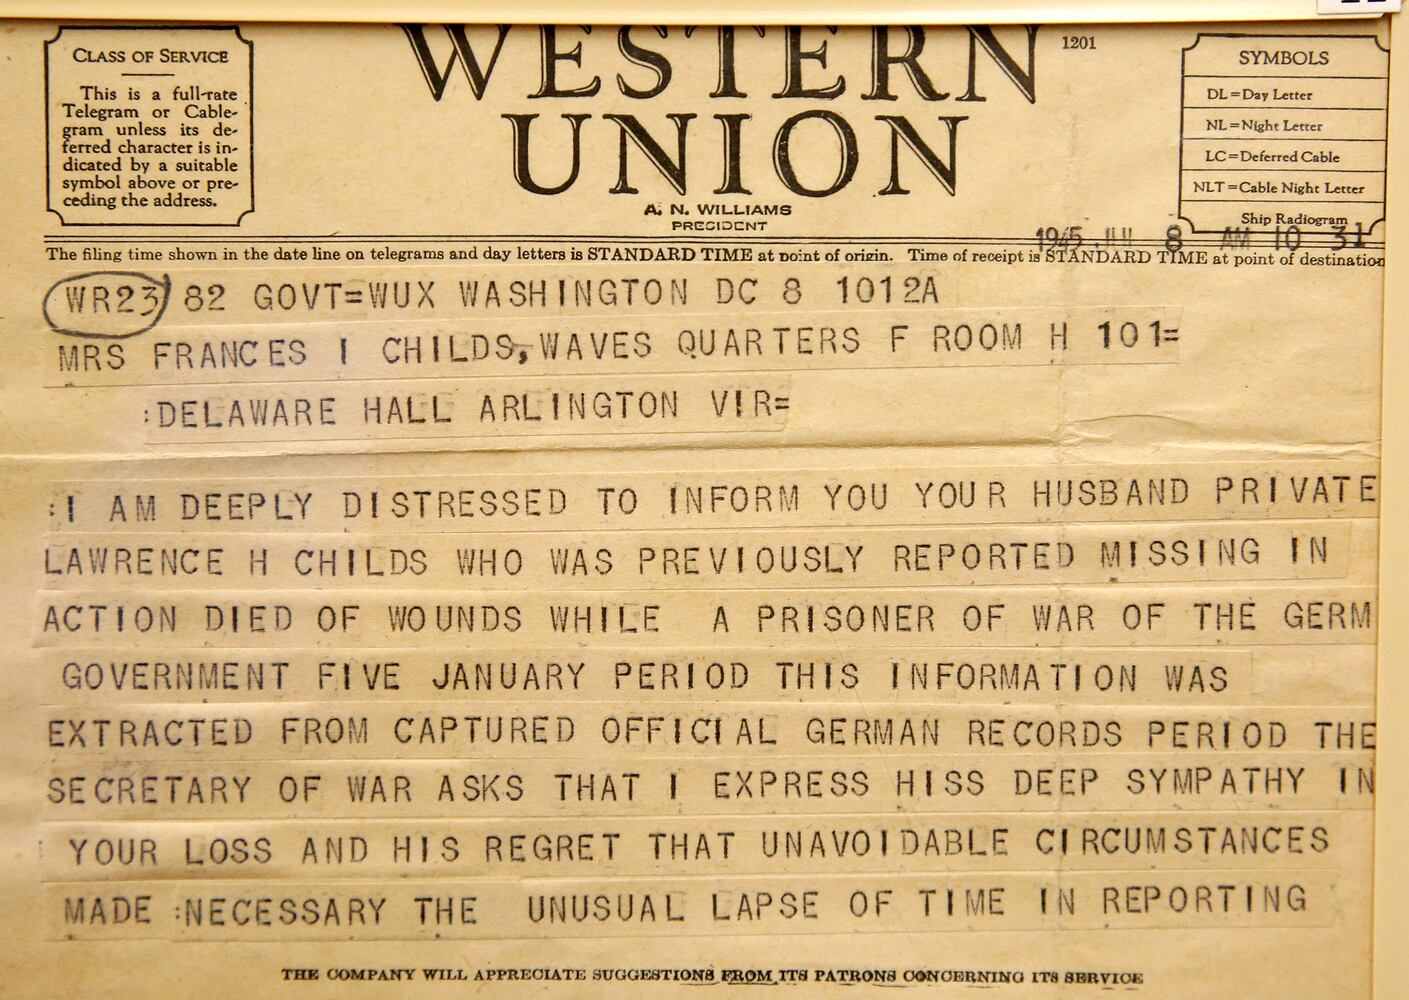 CLASS OF SERVICE
This is a full-rate
Telegram or Cable-
gram unless its de-
ferred character is in-
dicated by a suitable
symbol above or pre-
ceding the address.
WESTERN
UNION
1201
A. N. WILLIAMS
PRESIDENT
SYMBOLS
DL=Day Letter
NL=Night Letter
LC=Deferred Cable
NLT=Cable Night Letter
Ship Radiogram
1945 8 AM 10 31
The filing time shown in the date line on telegrams and day letters is STANDARD TIME at point of origin. Time of receipt is STANDARD TIME at point of destination
WR23 82 GOVT=WUX WASHINGTON DC 8 1012A
MRS FRANCES I CHILDS, WAVES QUARTERS F ROOM H 101=
:DELAWARE HALL ARLINGTON VIR=
:I AM DEEPLY DISTRESSED TO INFORM YOU YOUR HUSBAND PRIVATE
LAWRENCE H CHILDS WHO WAS PREVIOUSLY REPORTED MISSING IN
ACTION DIED OF WOUNDS WHILE A PRISONER OF WAR OF THE GERM
GOVERNMENT FIVE JANUARY PERIOD THIS INFORMATION WAS
EXTRACTED FROM CAPTURED OFFICIAL GERMAN RECORDS PERIOD THE
SECRETARY OF WAR ASKS THAT I EXPRESS HISS DEEP SYMPATHY IN
YOUR LOSS AND HIS REGRET THAT UNAVOIDABLE CIRCUMSTANCES
MADE :NECESSARY THE UNUSUAL LAPSE OF TIME IN REPORTING
THE COMPANY WILL APPRECIATE SUGGESTIONS FROM ITS PATRONS CONCERNING ITS SERVICE